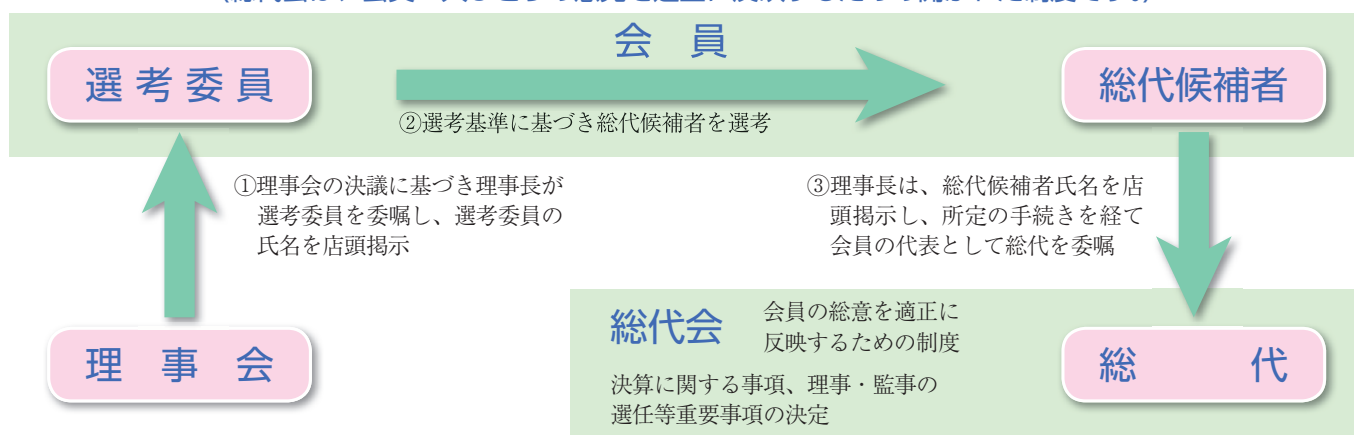 会 員
選考委員
総代候補者
②選考基準に基づき総代候補者を選考
①理事会の決議に基づき理事長が
選考委員を委嘱し、選考委員の
氏名を店頭掲示
③理事長は、総代候補者氏名を店
頭掲示し、所定の手続きを経て
会員の代表として総代を委嘱
理 事 会
総代会
会員の総意を適正に
反映するための制度
決算に関する事項、理事・監事の
選任等重要事項の決定
総 代